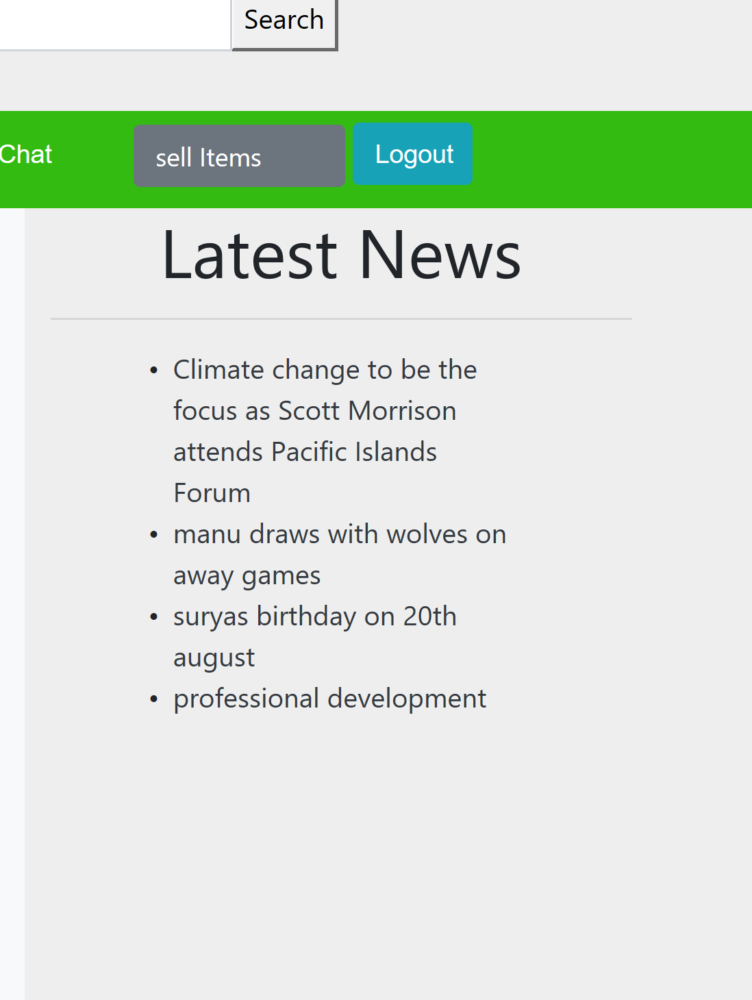 Search
Chat
sell Items
Logout
Latest News
• Climate change to be the
focus as Scott Morrison
attends Pacific Islands
Forum
• manu draws with wolves on
away games
• suryas birthday on 20th
august
• professional development